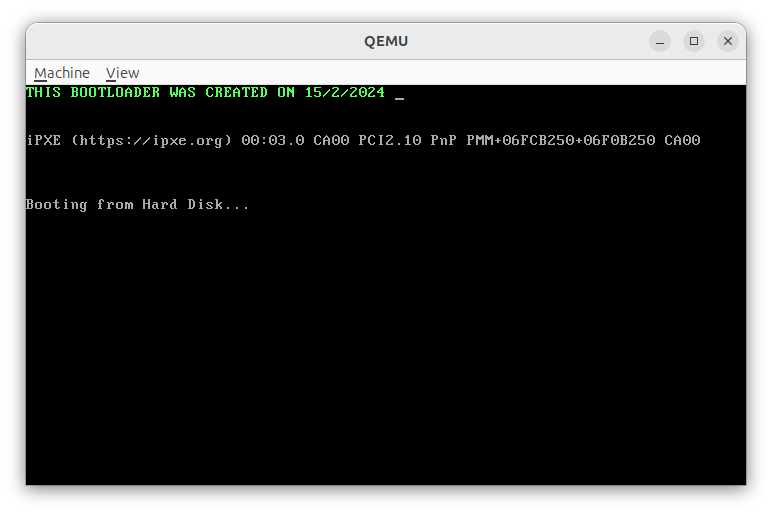 QEMU
Machine View
THIS BOOTLOADER WAS CREATED ON 15/2/2024 _
iPXE (https://ipxe.org) 00:03.0 CA00 PCI2.10 PnP PMM+06FCB250+06F0B250 CA00
Booting from Hard Disk...